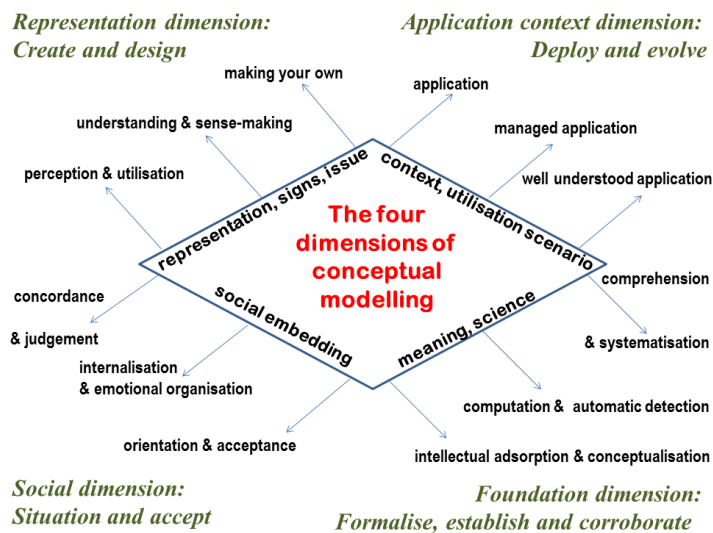 Representation dimension:
Create and design
Application context dimension:
Deploy and evolve
making your own
application
understanding & sense-making
managed application
perception & utilisation
well understood application
representation, signs, issue
context, utilisation scenario
The four
dimensions of
conceptual
modelling
social embedding
meaning, science
concordance
& judgement
comprehension
& systematisation
internalisation
& emotional organisation
computation & automatic detection
orientation & acceptance
intellectual adsorption & conceptualisation
Social dimension:
Situation and accept
Foundation dimension:
Formalise, establish and corroborate